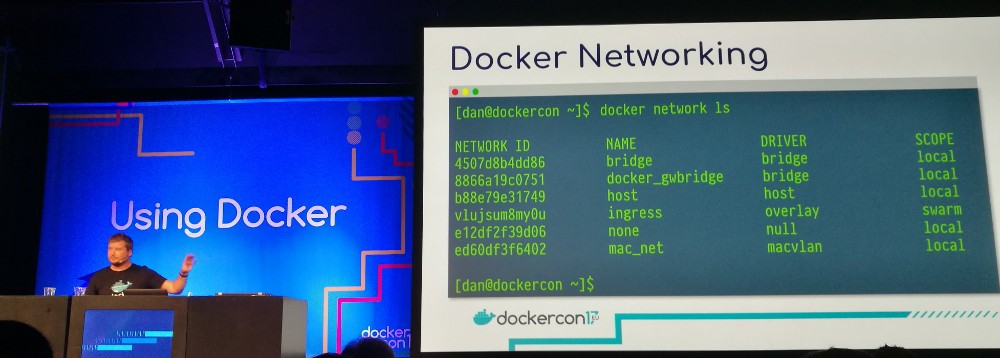 Using Docker
docker
Docker Networking
[dan@dockercon ~]$ docker network ls
NETWORK ID NAME DRIVER SCOPE
4507d8b4dd86 bridge bridge local
8866a19c0751 docker_gwbridge bridge local
b88e79e31749 host host local
vlujsum8my0u ingress overlay swarm
e12df2f39d06 none null local
ed60df3f6402 mac_net macvlan local
[dan@dockercon ~]$
dockercon17 EU